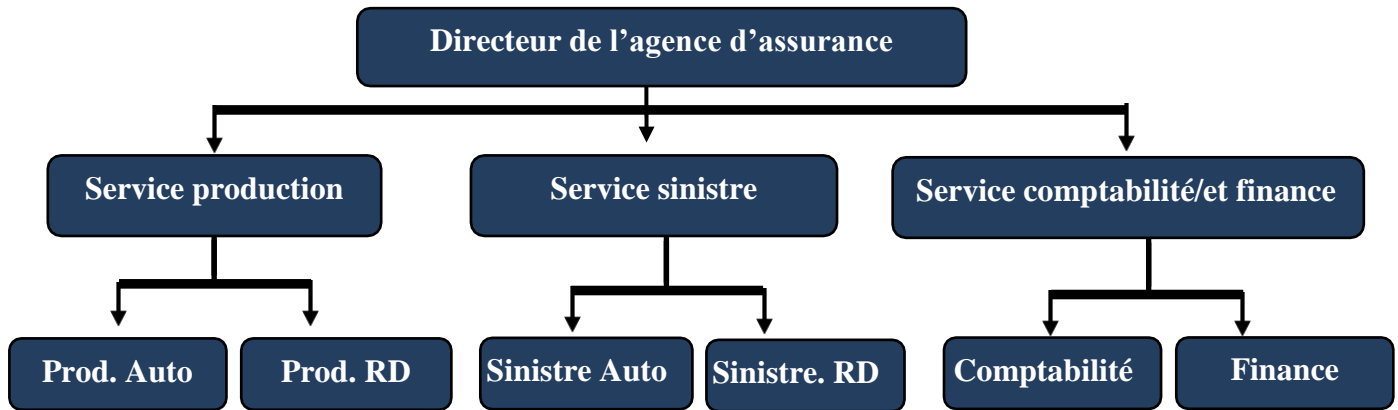 Directeur de l’agence d’assurance
Service production
Service sinistre
Service comptabilité/et finance
Prod. Auto
Prod. RD
Sinistre Auto
Sinistre. RD
Comptabilité
Finance